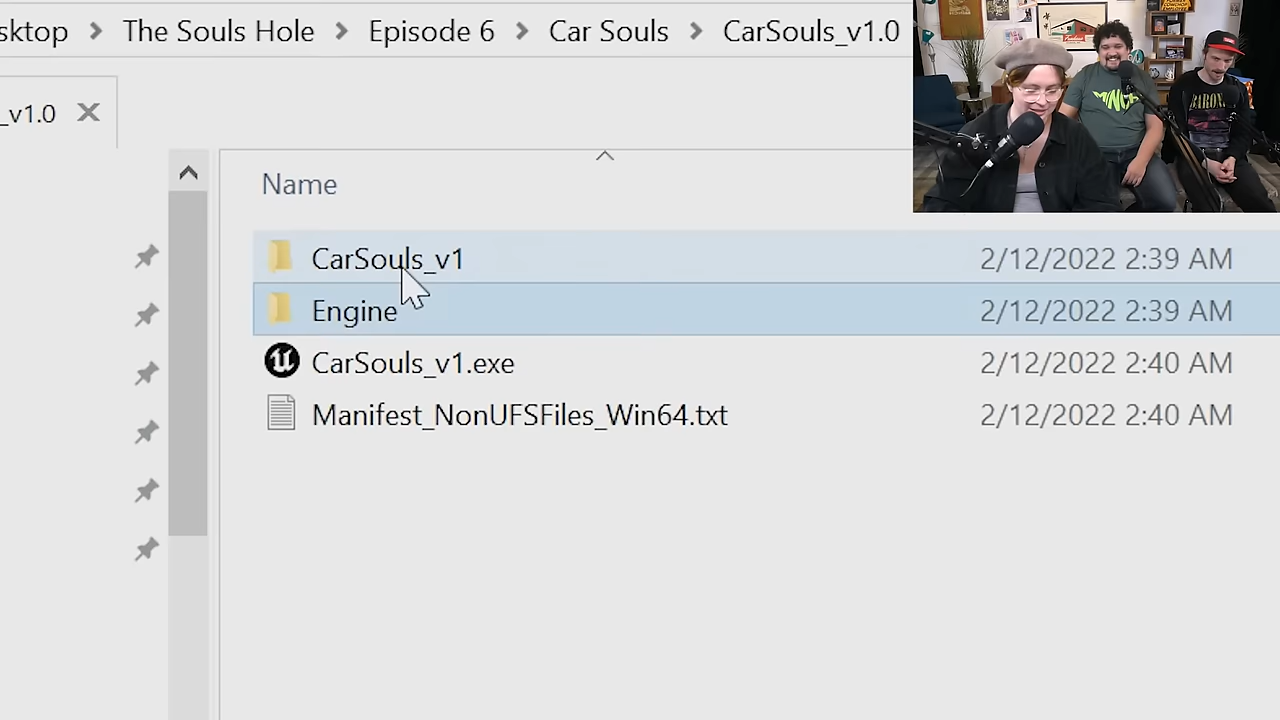 sktop > The Souls Hole > Episode 6 > Car Souls > CarSouls_v1.0
_v1.0
Name
CarSouls_v1 2/12/2022 2:39 AM
Engine 2/12/2022 2:39 AM
CarSouls_v1.exe 2/12/2022 2:40 AM
Manifest_NonUFSFiles_Win64.txt 2/12/2022 2:40 AM